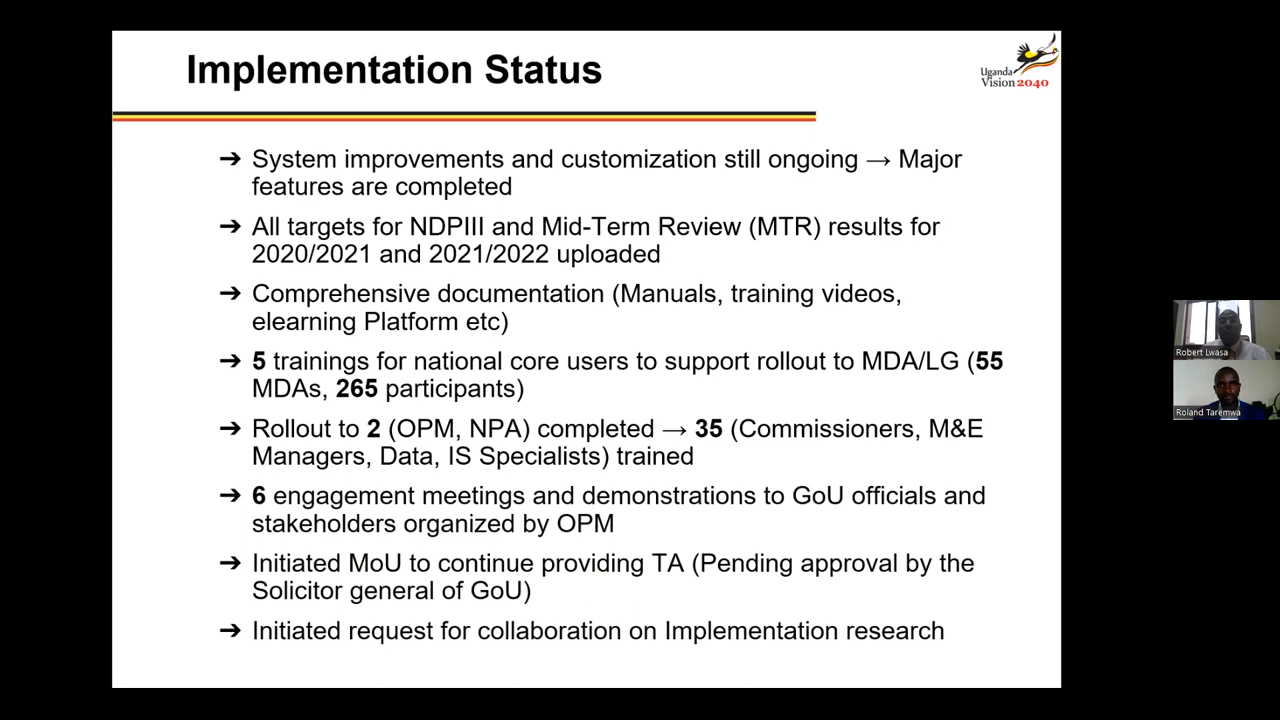 Implementation Status
Uganda
Vision 2040
➔ System improvements and customization still ongoing → Major
features are completed
➔ All targets for NDPIII and Mid-Term Review (MTR) results for
2020/2021 and 2021/2022 uploaded
➔ Comprehensive documentation (Manuals, training videos,
elearning Platform etc)
➔ 5 trainings for national core users to support rollout to MDA/LG (55
MDAs, 265 participants)
➔ Rollout to 2 (OPM, NPA) completed → 35 (Commissioners, M&E
Managers, Data, IS Specialists) trained
➔ 6 engagement meetings and demonstrations to GoU officials and
stakeholders organized by OPM
➔ Initiated MoU to continue providing TA (Pending approval by the
Solicitor general of GoU)
➔ Initiated request for collaboration on Implementation research
Robert Lwasa
Roland Taremwa